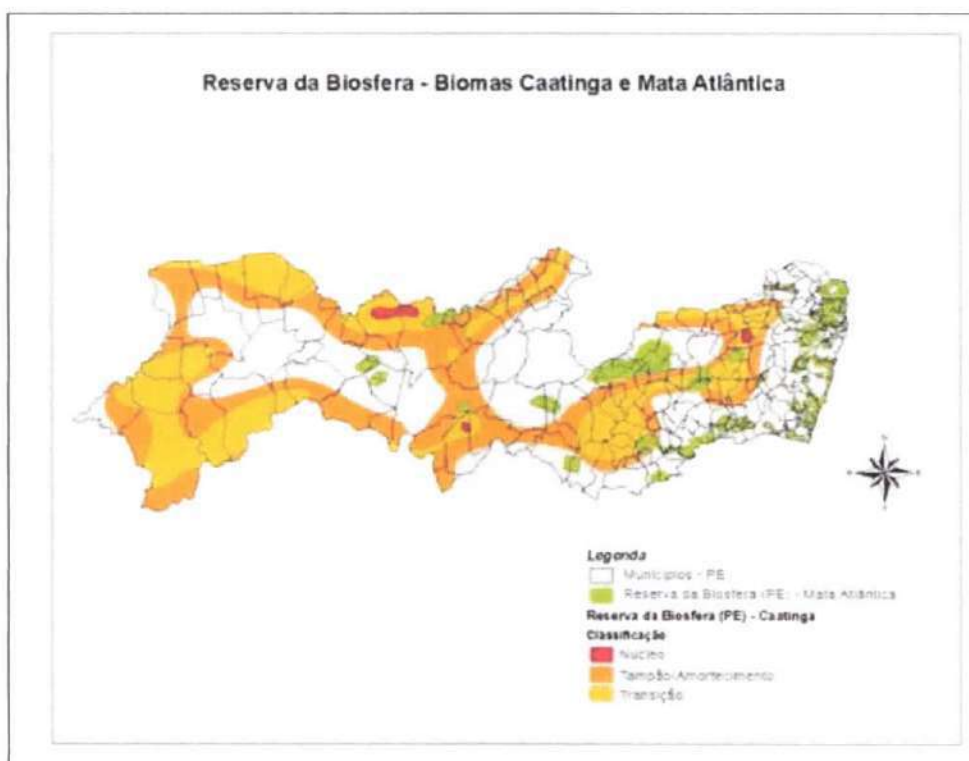 Reserva da Biosfera - Biomas Caatinga e Mata Atlântica
Legenda
Municípios - PE
Reserva da Biosfera (PE) - Mata Atlântica
Reserva da Biosfera (PE) - Caatinga
Classificação
Núcleo
Tampão/Amortecimento
Transição